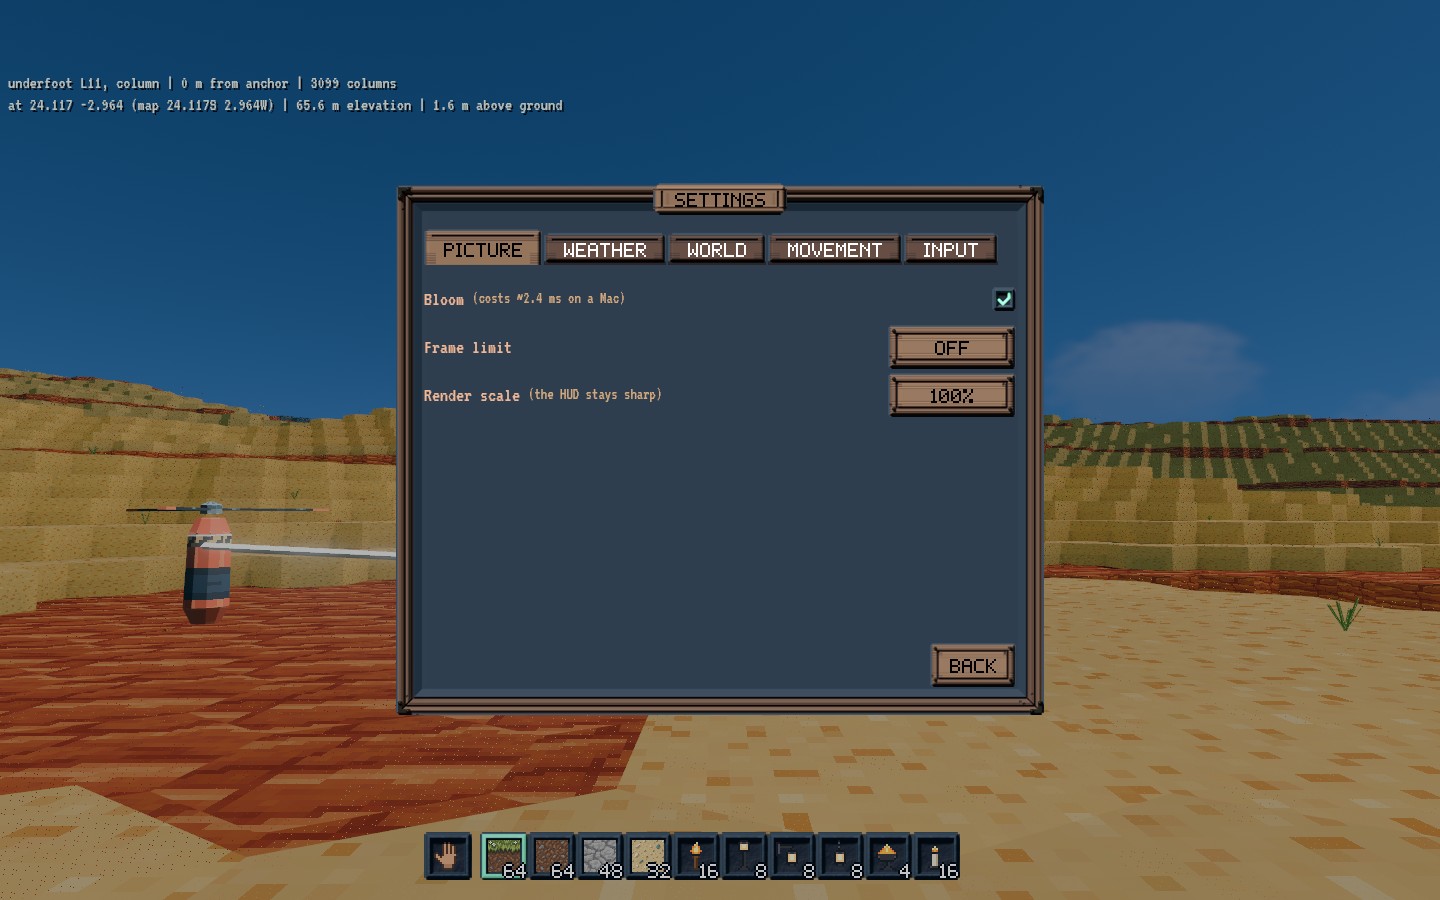 underfoot L11, column | 0 m from anchor | 3099 columns
at 24.117 -2.964 (map 24.117S 2.964W) | 65.6 m elevation | 1.6 m above ground
SETTINGS
PICTURE WEATHER WORLD MOVEMENT INPUT
Bloom (costs ~2.4 ms on a Mac)
Frame limit OFF
Render scale (the HUD stays sharp) 100%
BACK
64 64 48 32 16 8 8 8 4 16